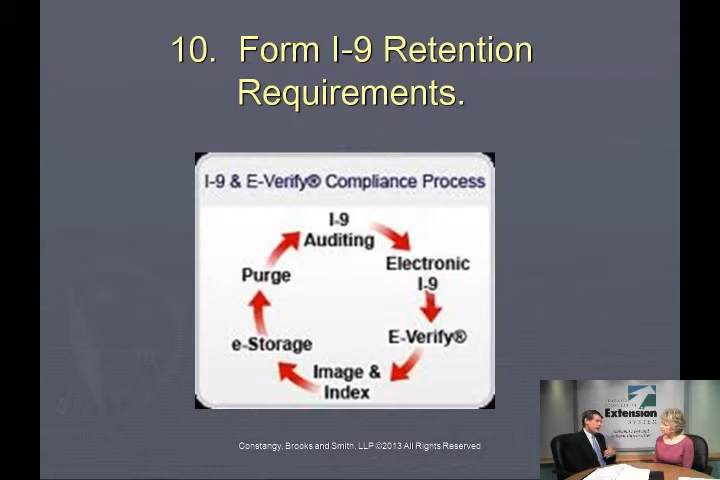 10. Form I-9 Retention
Requirements.
I-9 & E-Verify® Compliance Process
I-9
Auditing
Electronic
I-9
Purge
E-Verify®
e-Storage
Image &
Index
Extension
SYSTEM
Constangy, Brooks and Smith, LLP ©2013 All Rights Reserved